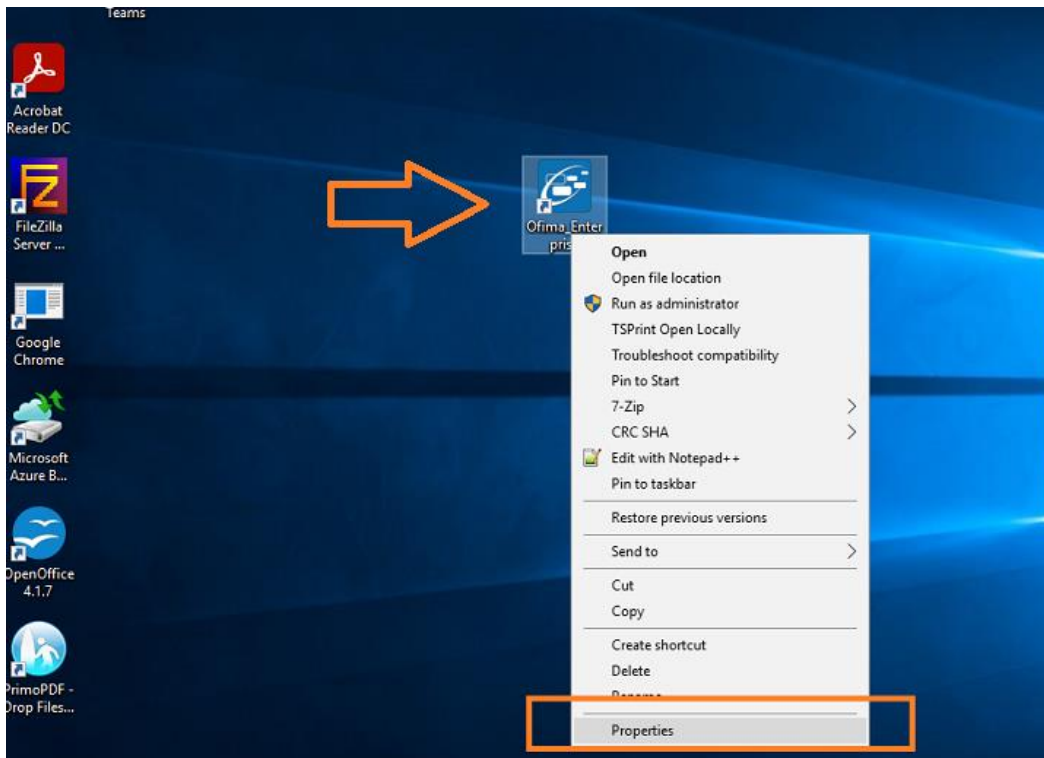 Teams
Acrobat
Reader DC
FileZilla
Server ...
Google
Chrome
Microsoft
Azure B...
OpenOffice
4.1.7
PrimoPDF -
Drop Files...
Ofima_Enter
pris
Open
Open file location
Run as administrator
TSPrint Open Locally
Troubleshoot compatibility
Pin to Start
7-Zip
CRC SHA
Edit with Notepad++
Pin to taskbar
Restore previous versions
Send to
Cut
Copy
Create shortcut
Delete
Rename
Properties